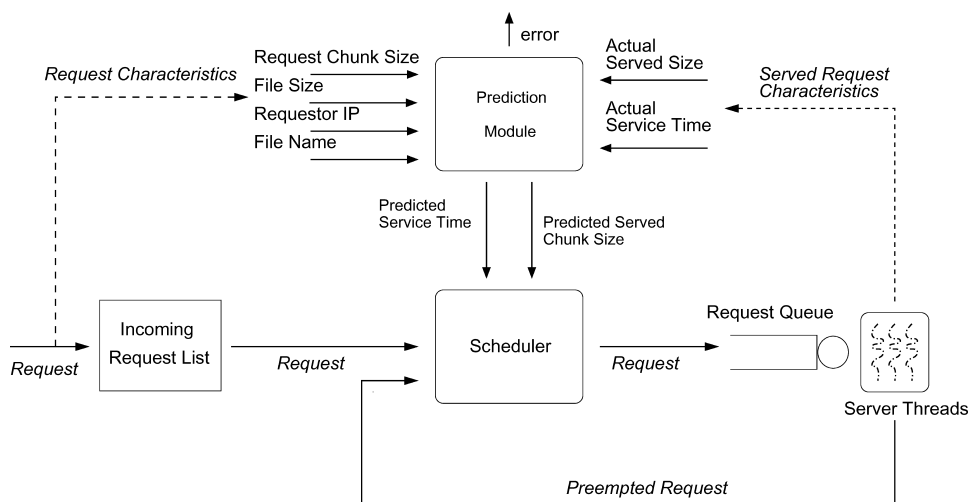 error
Request Chunk Size
File Size
Requestor IP
File Name
Request Characteristics
Prediction
Module
Actual
Served Size
Actual
Service Time
Served Request
Characteristics
Predicted
Service Time
Predicted Served
Chunk Size
Request
Incoming
Request List
Request
Scheduler
Request
Request Queue
Server Threads
Preempted Request